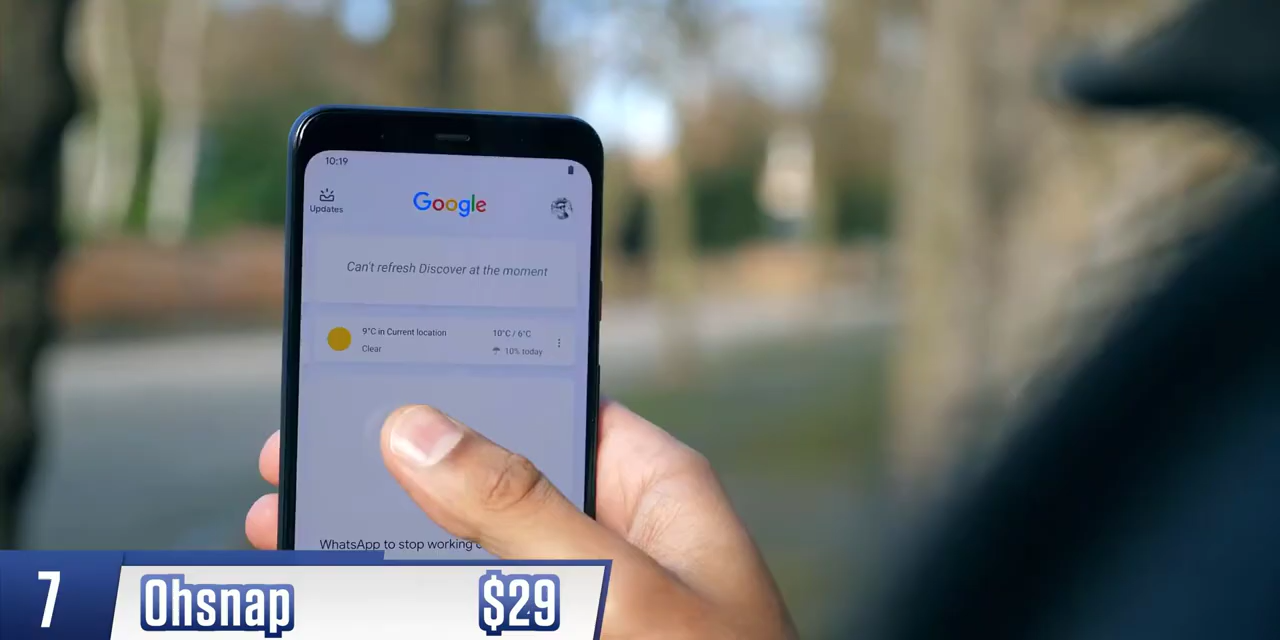 10:19
Updates
Google
Can't refresh Discover at the moment
9°C in Current location
10°C / 6°C
Clear
10% today
WhatsApp to stop working
7
Ohsnap
$29